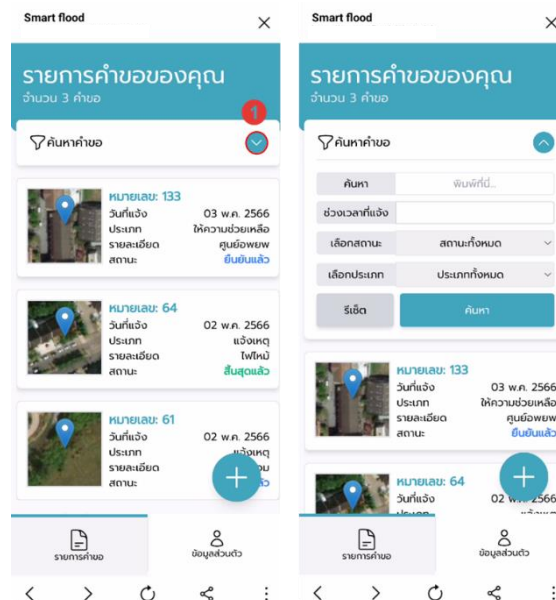 Smart flood
รายการคำขอของคุณ
จำนวน 3 คำขอ
1
ค้นหาคำขอ
หมายเลข: 133
วันที่แจ้ง 03 พ.ค. 2566
ประเภท ให้ความช่วยเหลือ
รายละเอียด ศูนย์อพยพ
สถานะ ยืนยันแล้ว
หมายเลข: 64
วันที่แจ้ง 02 พ.ค. 2566
ประเภท แจ้งเหตุ
รายละเอียด ไฟไหม้
สถานะ สิ้นสุดแล้ว
หมายเลข: 61
วันที่แจ้ง 02 พ.ค. 2566
ประเภท แจ้งเหตุ
รายละเอียด
สถานะ
รายการคำขอ ข้อมูลส่วนตัว
Smart flood
รายการคำขอของคุณ
จำนวน 3 คำขอ
ค้นหาคำขอ
ค้นหา พิมพ์ที่นี่...
ช่วงเวลาที่แจ้ง
เลือกสถานะ สถานะทั้งหมด
เลือกประเภท ประเภททั้งหมด
รีเซ็ต ค้นหา
หมายเลข: 133
วันที่แจ้ง 03 พ.ค. 2566
ประเภท ให้ความช่วยเหลือ
รายละเอียด ศูนย์อพยพ
สถานะ ยืนยันแล้ว
หมายเลข: 64
วันที่แจ้ง 02 2566
รายการคำขอ ข้อมูลส่วนตัว